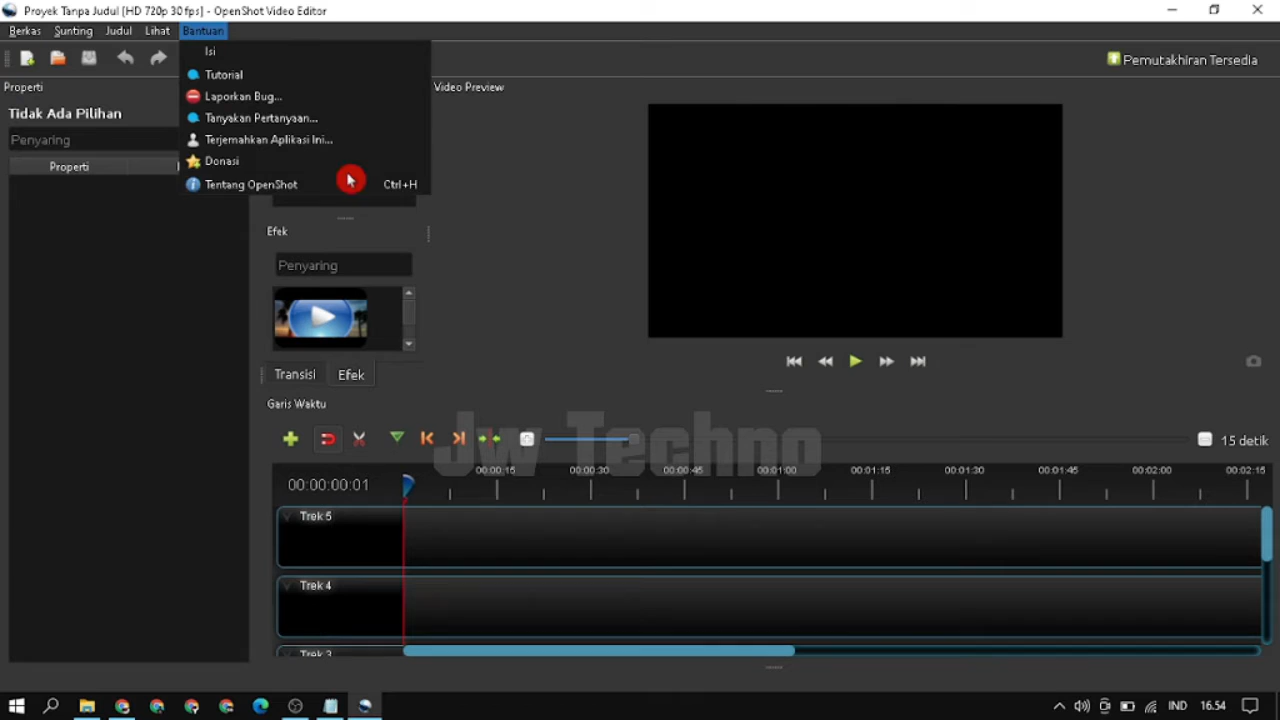 Proyek Tanpa Judul [HD 720p 30 fps] - OpenShot Video Editor
Berkas Sunting Judul Lihat Bantuan
Isi
Tutorial
Laporkan Bug...
Tanyakan Pertanyaan...
Terjemahkan Aplikasi Ini...
Donasi
Tentang OpenShot Ctrl+H
Pemutakhiran Tersedia
Properti
Tidak Ada Pilihan
Penyaring
Properti
Video Preview
Efek
Penyaring
Transisi Efek
Garis Waktu
Jw Techno
15 detik
00:00:00:01
00:00:15 00:00:30 00:00:45 00:01:00 00:01:15 00:01:30 00:01:45 00:02:00 00:02:15
Trek 5
Trek 4
Trek 3
IND 16.54